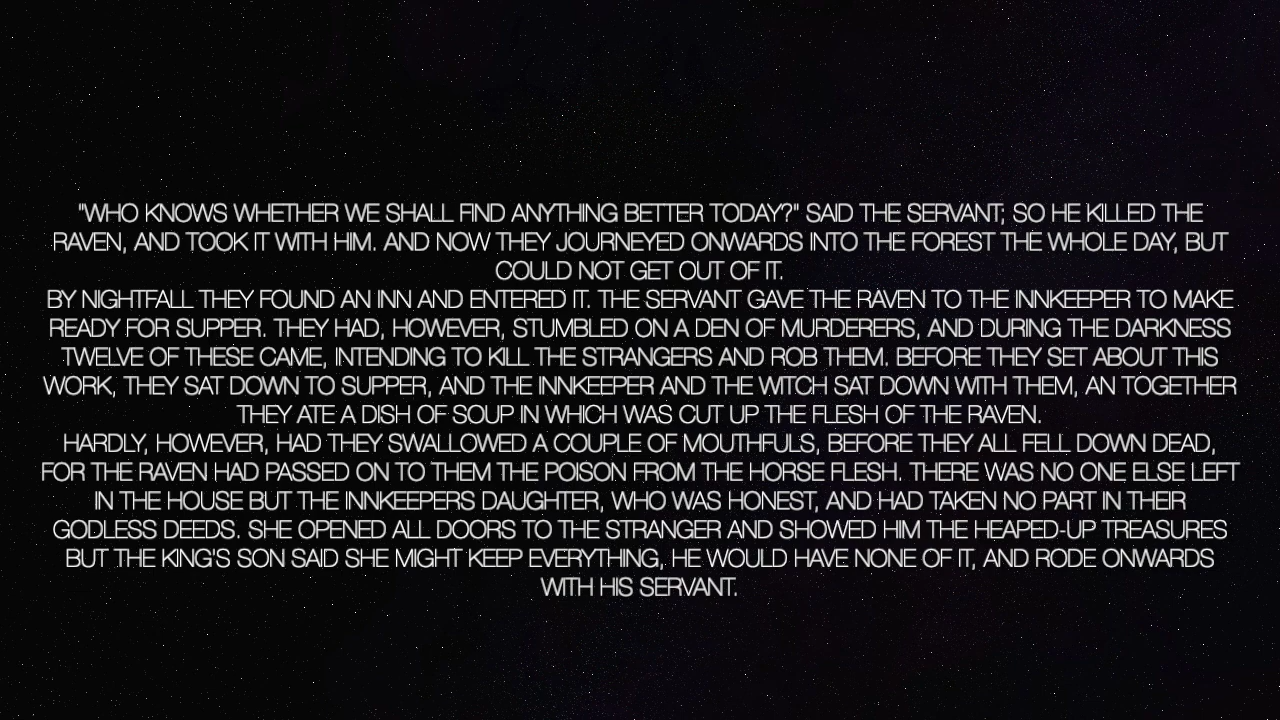 "WHO KNOWS WHETHER WE SHALL FIND ANYTHING BETTER TODAY?" SAID THE SERVANT; SO HE KILLED THE
RAVEN, AND TOOK IT WITH HIM. AND NOW THEY JOURNEYED ONWARDS INTO THE FOREST THE WHOLE DAY, BUT
COULD NOT GET OUT OF IT.
BY NIGHTFALL THEY FOUND AN INN AND ENTERED IT. THE SERVANT GAVE THE RAVEN TO THE INNKEEPER TO MAKE
READY FOR SUPPER. THEY HAD, HOWEVER, STUMBLED ON A DEN OF MURDERERS, AND DURING THE DARKNESS
TWELVE OF THESE CAME, INTENDING TO KILL THE STRANGERS AND ROB THEM. BEFORE THEY SET ABOUT THIS
WORK, THEY SAT DOWN TO SUPPER, AND THE INNKEEPER AND THE WITCH SAT DOWN WITH THEM, AN TOGETHER
THEY ATE A DISH OF SOUP IN WHICH WAS CUT UP THE FLESH OF THE RAVEN.
HARDLY, HOWEVER, HAD THEY SWALLOWED A COUPLE OF MOUTHFULS, BEFORE THEY ALL FELL DOWN DEAD,
FOR THE RAVEN HAD PASSED ON TO THEM THE POISON FROM THE HORSE FLESH. THERE WAS NO ONE ELSE LEFT
IN THE HOUSE BUT THE INNKEEPERS DAUGHTER, WHO WAS HONEST, AND HAD TAKEN NO PART IN THEIR
GODLESS DEEDS. SHE OPENED ALL DOORS TO THE STRANGER AND SHOWED HIM THE HEAPED-UP TREASURES
BUT THE KING'S SON SAID SHE MIGHT KEEP EVERYTHING, HE WOULD HAVE NONE OF IT, AND RODE ONWARDS
WITH HIS SERVANT.